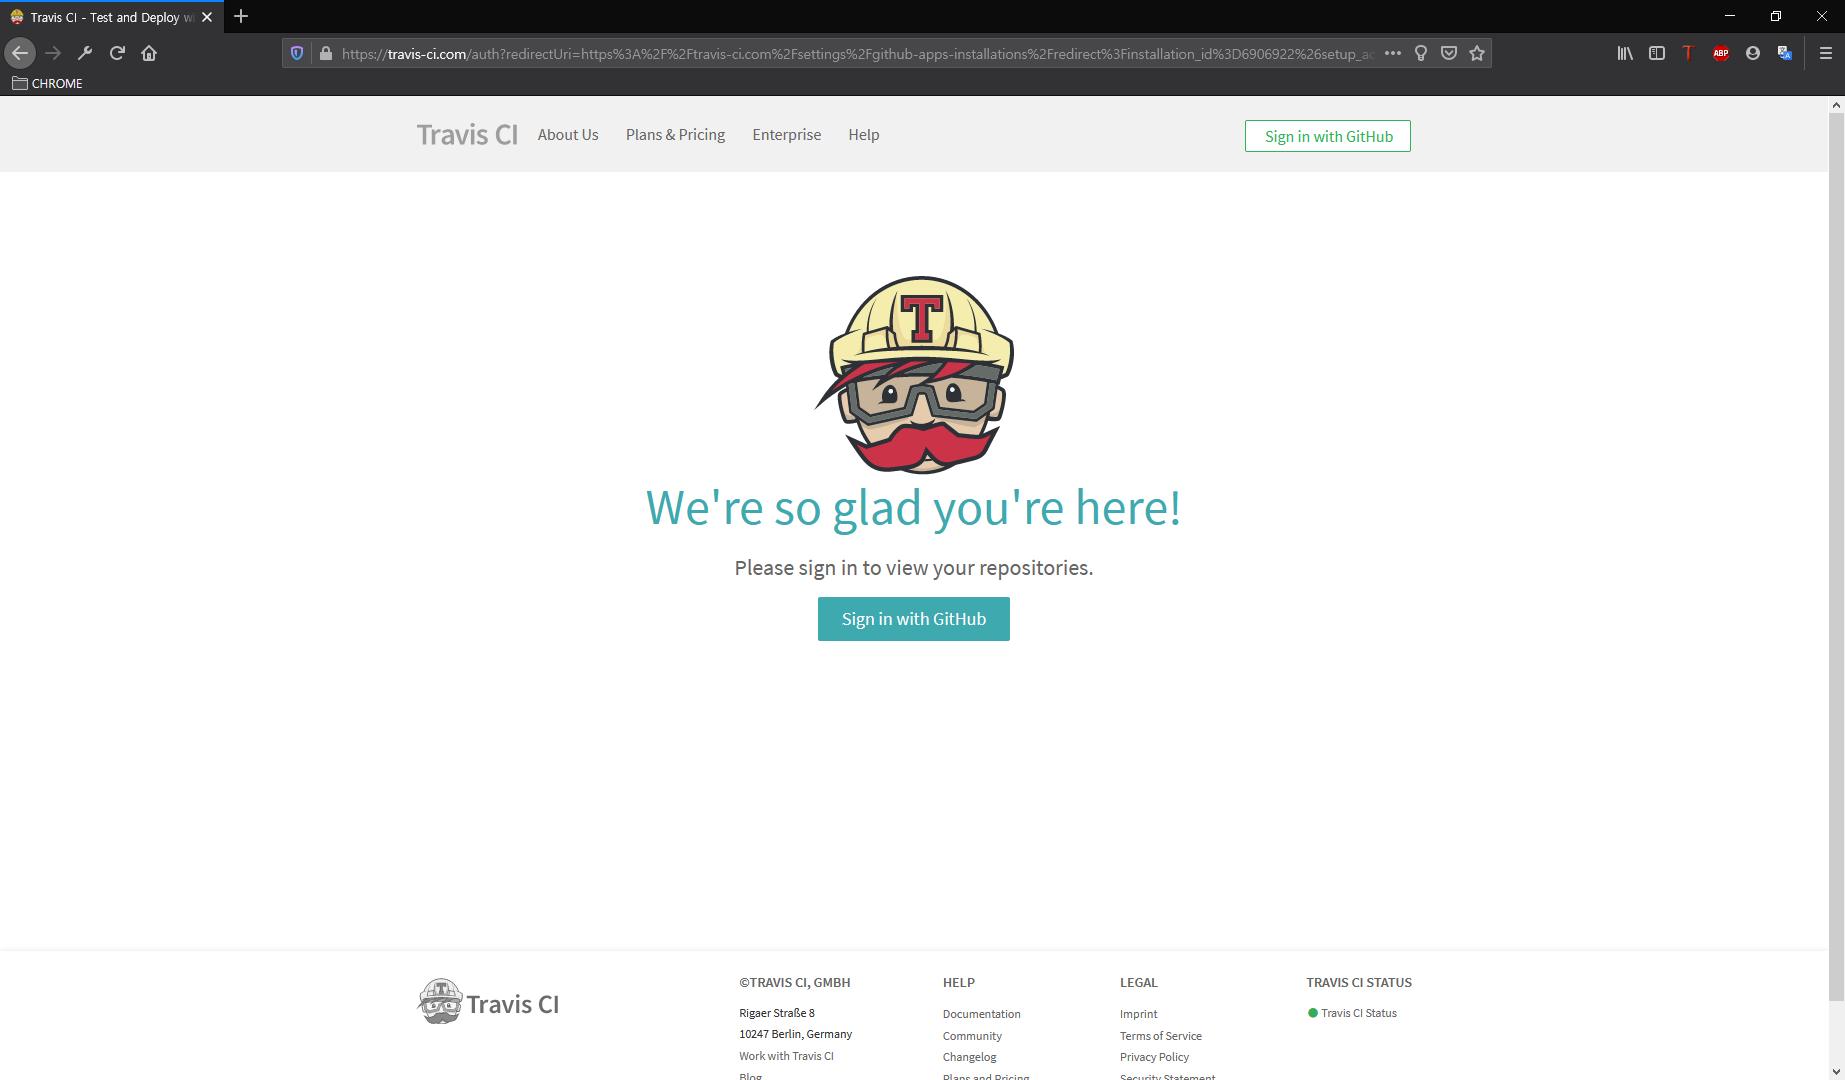 Travis CI - Test and Deploy wi
https://travis-ci.com/auth?redirectUri=https%3A%2F%2Ftravis-ci.com%2Fsettings%2Fgithub-apps-installations%2Fredirect%3Finstallation_id%3D6906922%26setup_ac
T
ABP
CHROME
Travis CI About Us Plans & Pricing Enterprise Help Sign in with GitHub
T
We're so glad you're here!
Please sign in to view your repositories.
Sign in with GitHub
Travis CI
©TRAVIS CI, GMBH
Rigaer Straße 8
10247 Berlin, Germany
Work with Travis CI
Blog
HELP
Documentation
Community
Changelog
Plans and Pricing
LEGAL
Imprint
Terms of Service
Privacy Policy
Security Statement
TRAVIS CI STATUS
Travis CI Status